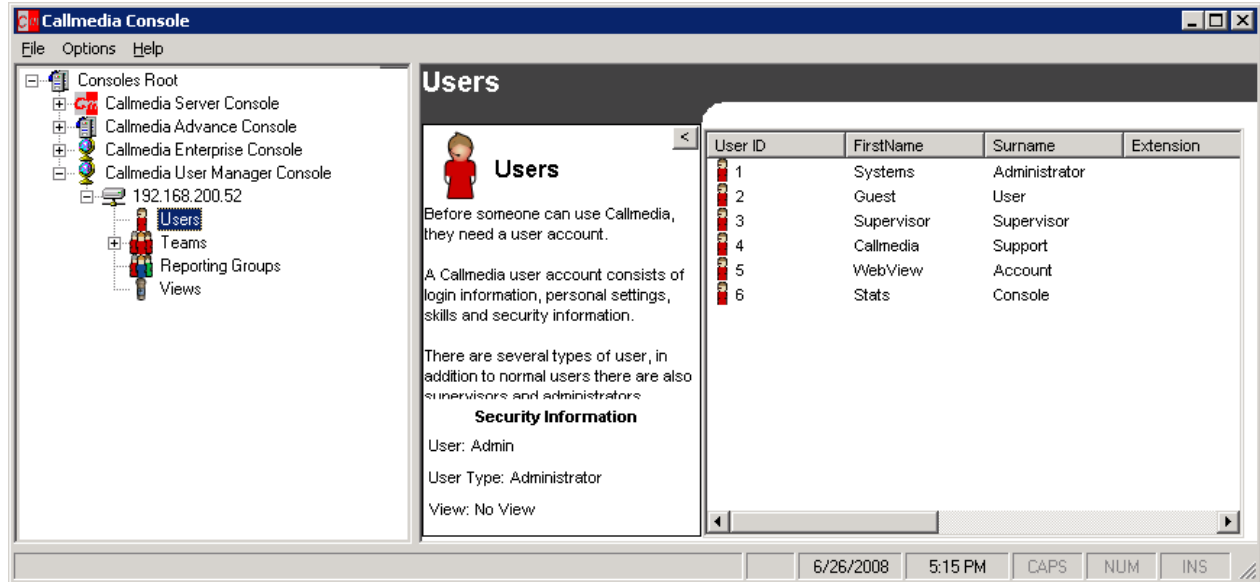 Callmedia Console
File Options Help
Consoles Root
Callmedia Server Console
Callmedia Advance Console
Callmedia Enterprise Console
Callmedia User Manager Console
192.168.200.52
Users
Teams
Reporting Groups
Views
Users
<
Users
Before someone can use Callmedia,
they need a user account.
A Callmedia user account consists of
login information, personal settings,
skills and security information.
There are several types of user, in
addition to normal users there are also
supervisors and administrators
Security Information
User: Admin
User Type: Administrator
View: No View
User ID FirstName Surname Extension
1 Systems Administrator
2 Guest User
3 Supervisor Supervisor
4 Callmedia Support
5 WebView Account
6 Stats Console
6/26/2008 5:15 PM CAPS NUM INS